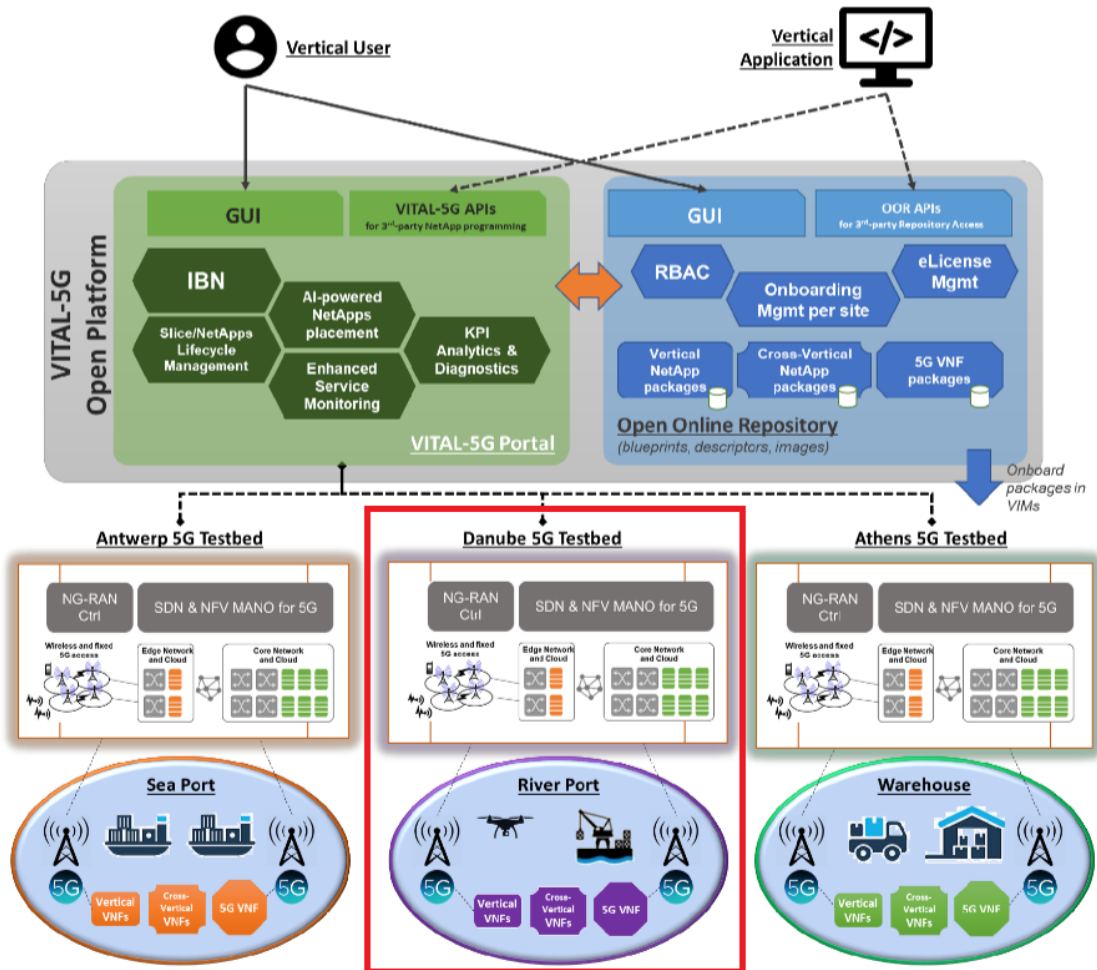 Vertical User
Vertical
Application
</>
VITAL-5G
Open Platform
GUI
VITAL-5G APIs
for 3rd-party NetApp programming
IBN
AI-powered
NetApps
placement
Slice/NetApps
Lifecycle
Management
KPI
Analytics &
Diagnostics
Enhanced
Service
Monitoring
VITAL-5G Portal
GUI
OOR APIs
for 3rd-party Repository Access
RBAC
eLicense
Mgmt
Onboarding
Mgmt per site
Vertical
NetApp
packages
Cross-Vertical
NetApp
packages
5G VNF
packages
Open Online Repository
(blueprints, descriptors, images)
Onboard
packages in
VIMs
Antwerp 5G Testbed
NG-RAN
Ctrl
SDN & NFV MANO for 5G
Wireless and fixed
5G access
Edge Network
and Cloud
Core Network
and Cloud
Sea Port
5G
5G
Vertical
VNFs
Cross-
Vertical
VNFs
5G VNF
Danube 5G Testbed
NG-RAN
Ctrl
SDN & NFV MANO for 5G
Wireless and fixed
5G access
Edge Network
and Cloud
Core Network
and Cloud
River Port
5G
5G
Vertical
VNFs
Cross-
Vertical
VNFs
5G VNF
Athens 5G Testbed
NG-RAN
Ctrl
SDN & NFV MANO for 5G
Wireless and fixed
5G access
Edge Network
and Cloud
Core Network
and Cloud
Warehouse
5G
5G
Vertical
VNFs
Cross-
Vertical
VNFs
5G VNF